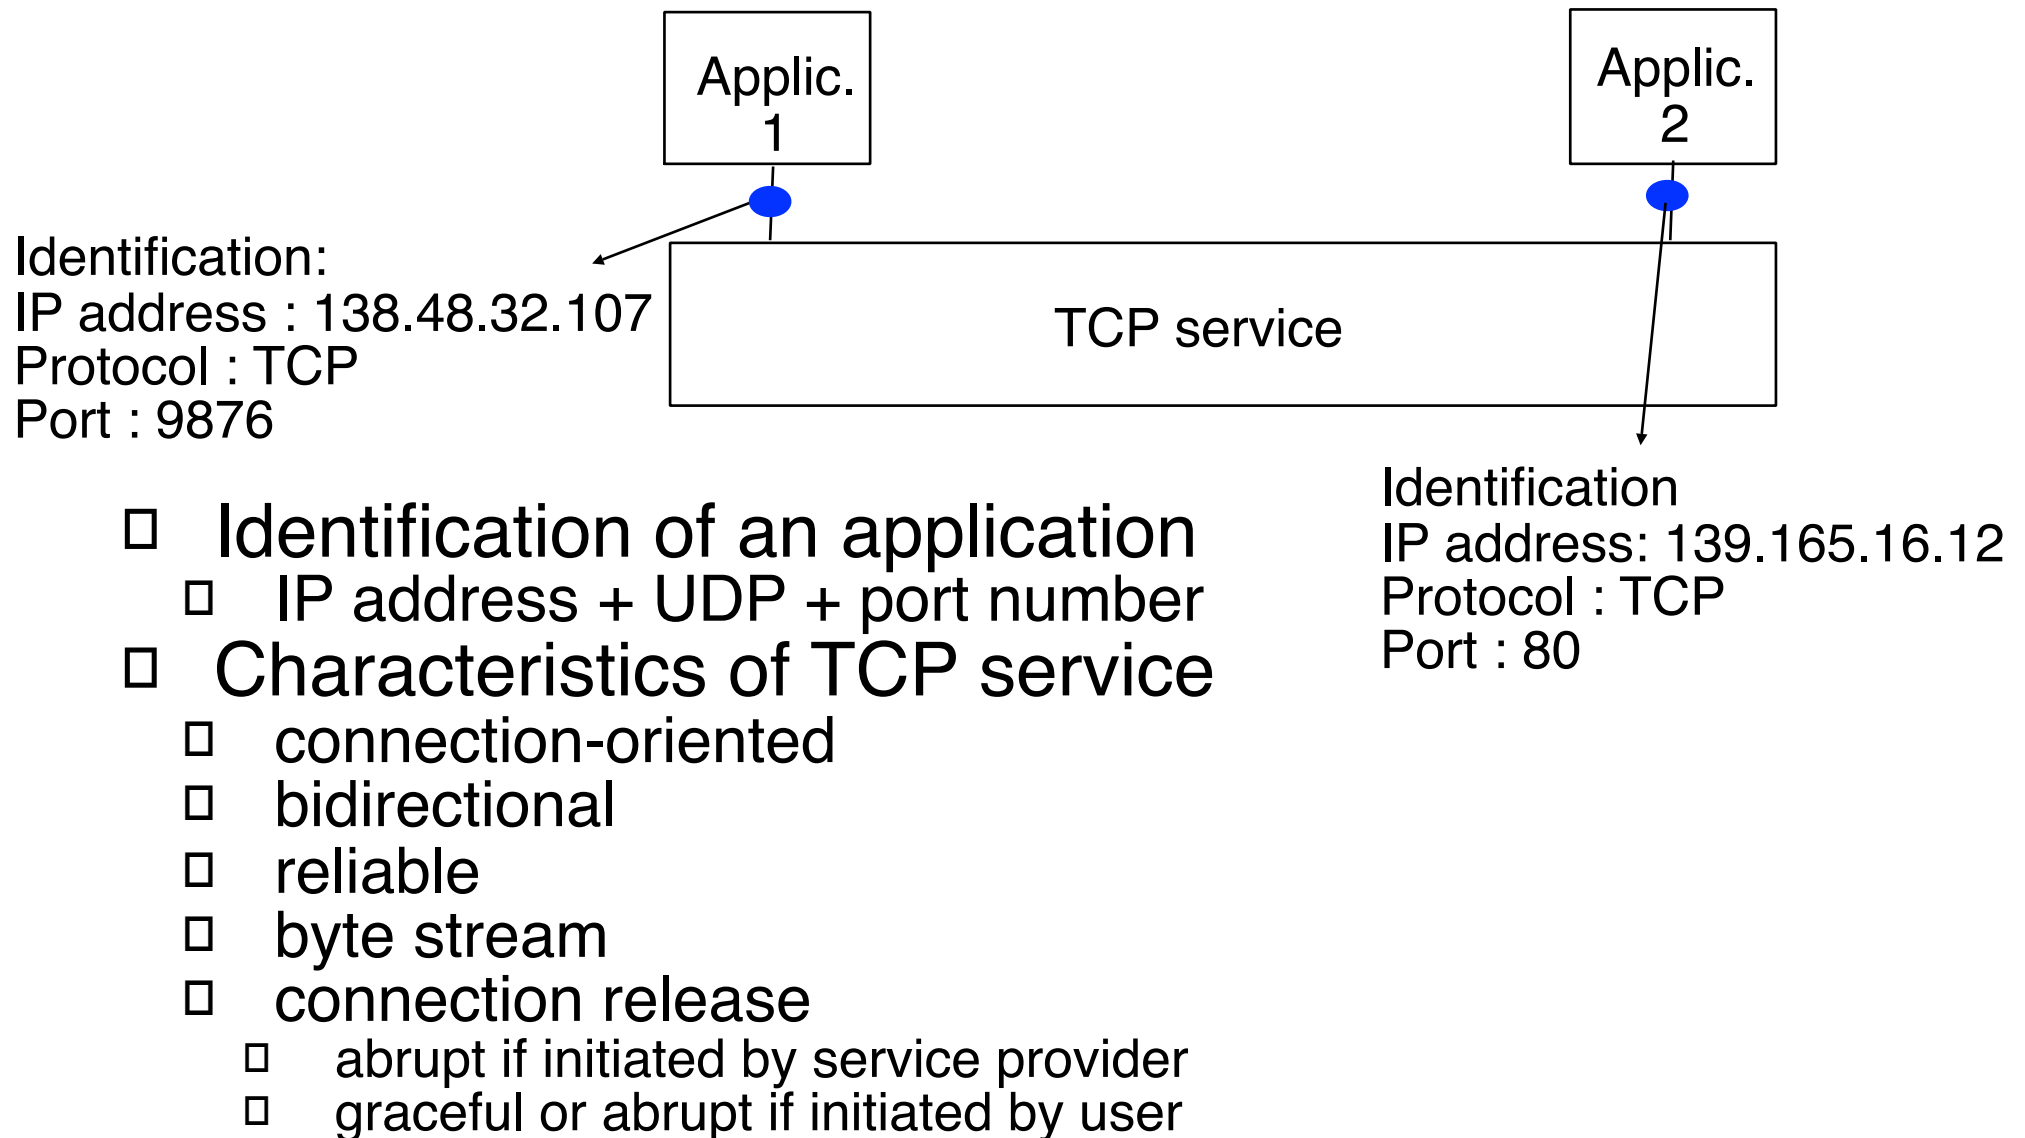 Applic.
1
Applic.
2
Identification:
IP address : 138.48.32.107
Protocol : TCP
Port : 9876
TCP service
Identification
IP address: 139.165.16.12
Protocol : TCP
Port : 80
Identification of an application
IP address + UDP + port number
Characteristics of TCP service
connection-oriented
bidirectional
reliable
byte stream
connection release
abrupt if initiated by service provider
graceful or abrupt if initiated by user